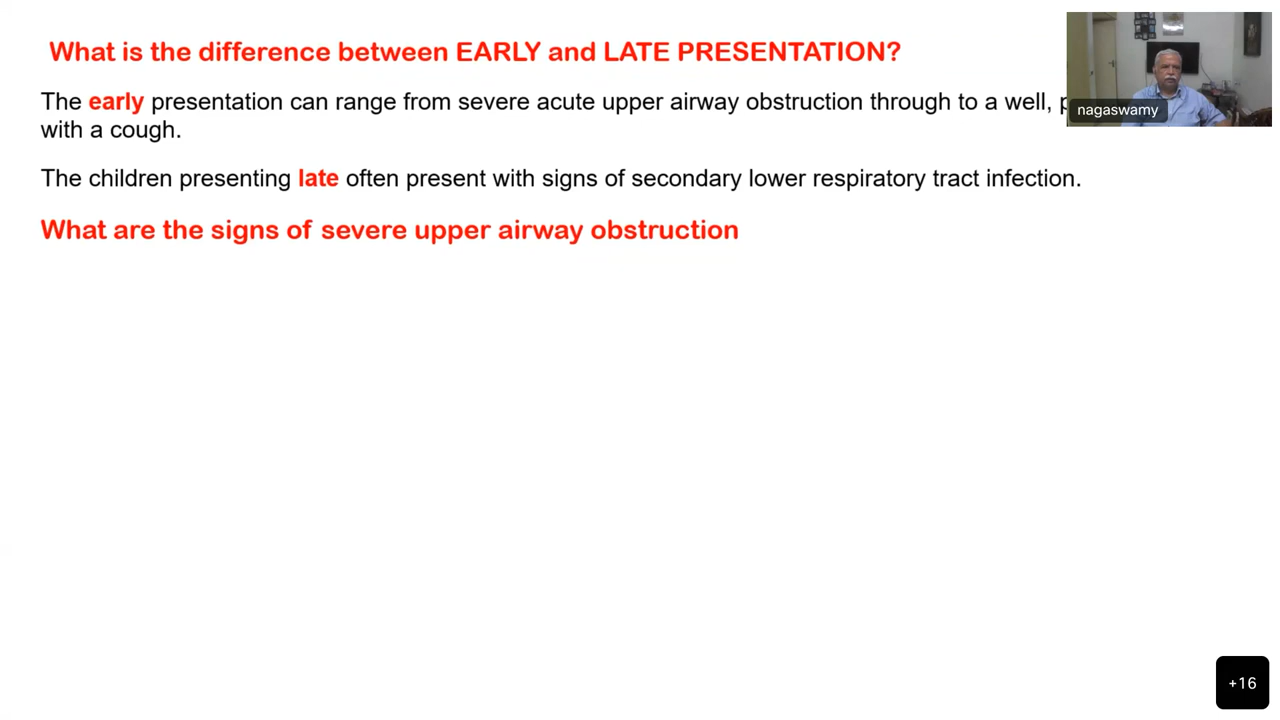 What is the difference between EARLY and LATE PRESENTATION?
The early presentation can range from severe acute upper airway obstruction through to a well,
with a cough.
The children presenting late often present with signs of secondary lower respiratory tract infection.
What are the signs of severe upper airway obstruction
nagaswamy
+16